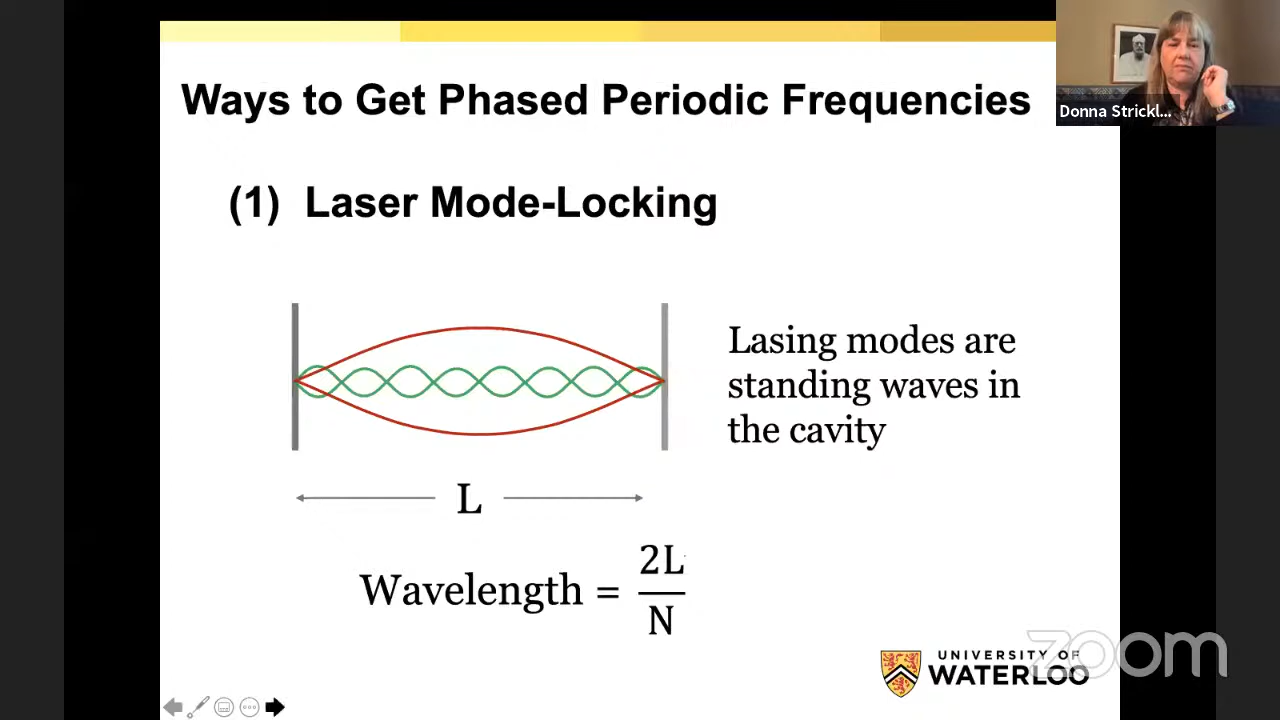 Ways to Get Phased Periodic Frequencies
Donna Strickl...
(1) Laser Mode-Locking
Lasing modes are
standing waves in
the cavity
L
Wavelength = 2L/N
UNIVERSITY OF
WATERLOO
zoom